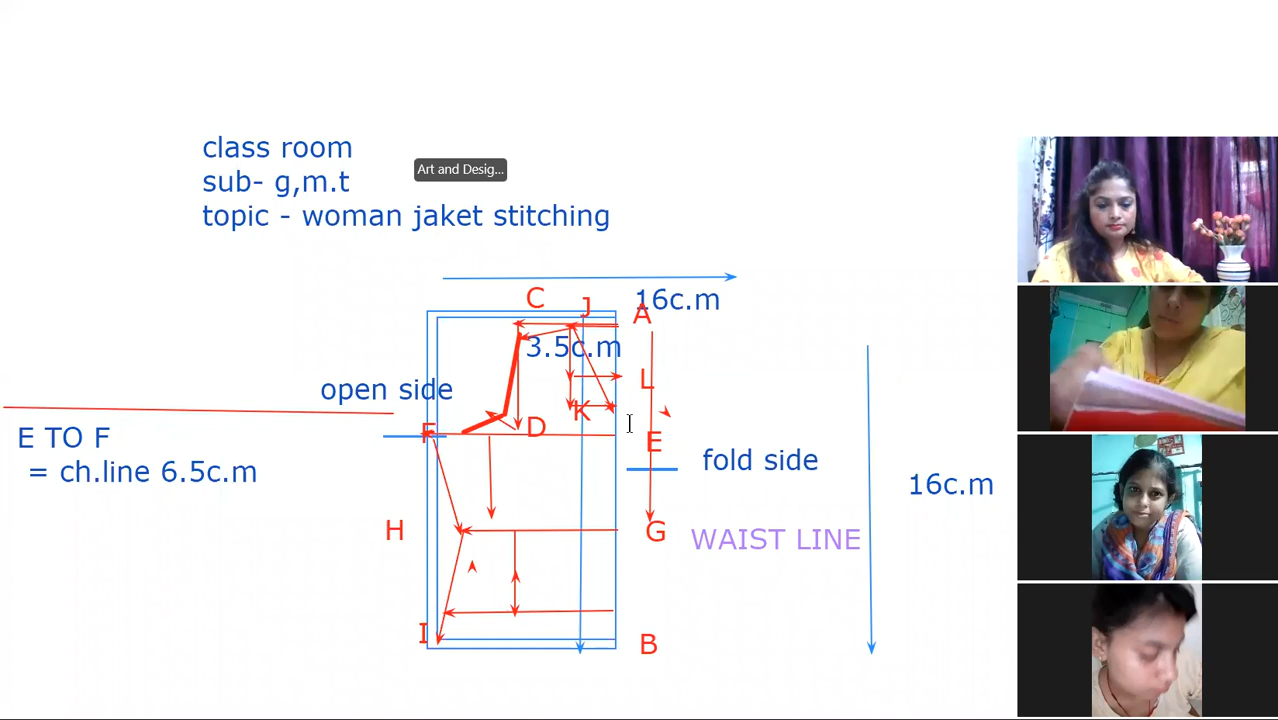 class room
Art and Desig...
sub- g,m.t
topic - woman jaket stitching
16c.m
C
J
A
3.5c.m
L
open side
K
D
F
E
E TO F
= ch.line 6.5c.m
fold side
16c.m
H
G
WAIST LINE
I
B